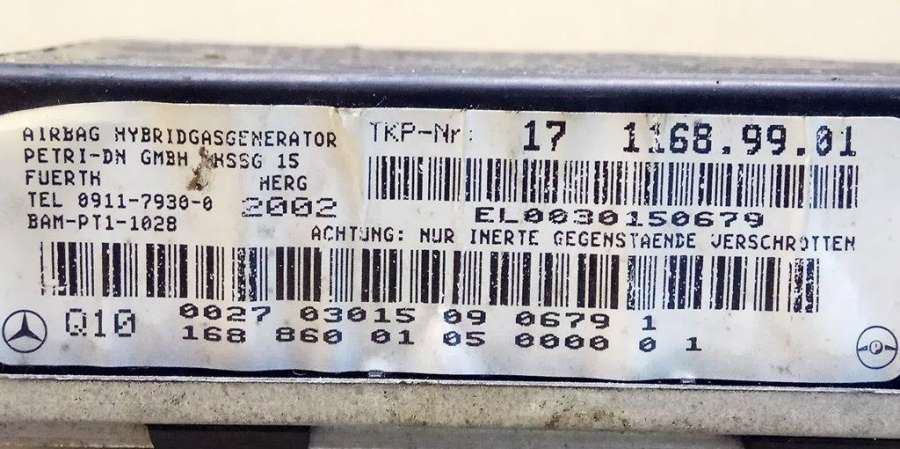 AIRBAG HYBRIDGASGENERATOR
PETRI-DN GMBH HKSSG 15
FUERTH HERG
TEL 0911-7930-0 2002
BAM-PT1-1028
TKP-Nr: 17 1168.99.01
EL0030150679
ACHTUNG: NUR INERTE GEGENSTAENDE VERSCHROTTEN
Q10 0027 03015 09 0679 1
168 860 01 05 0000 0 1